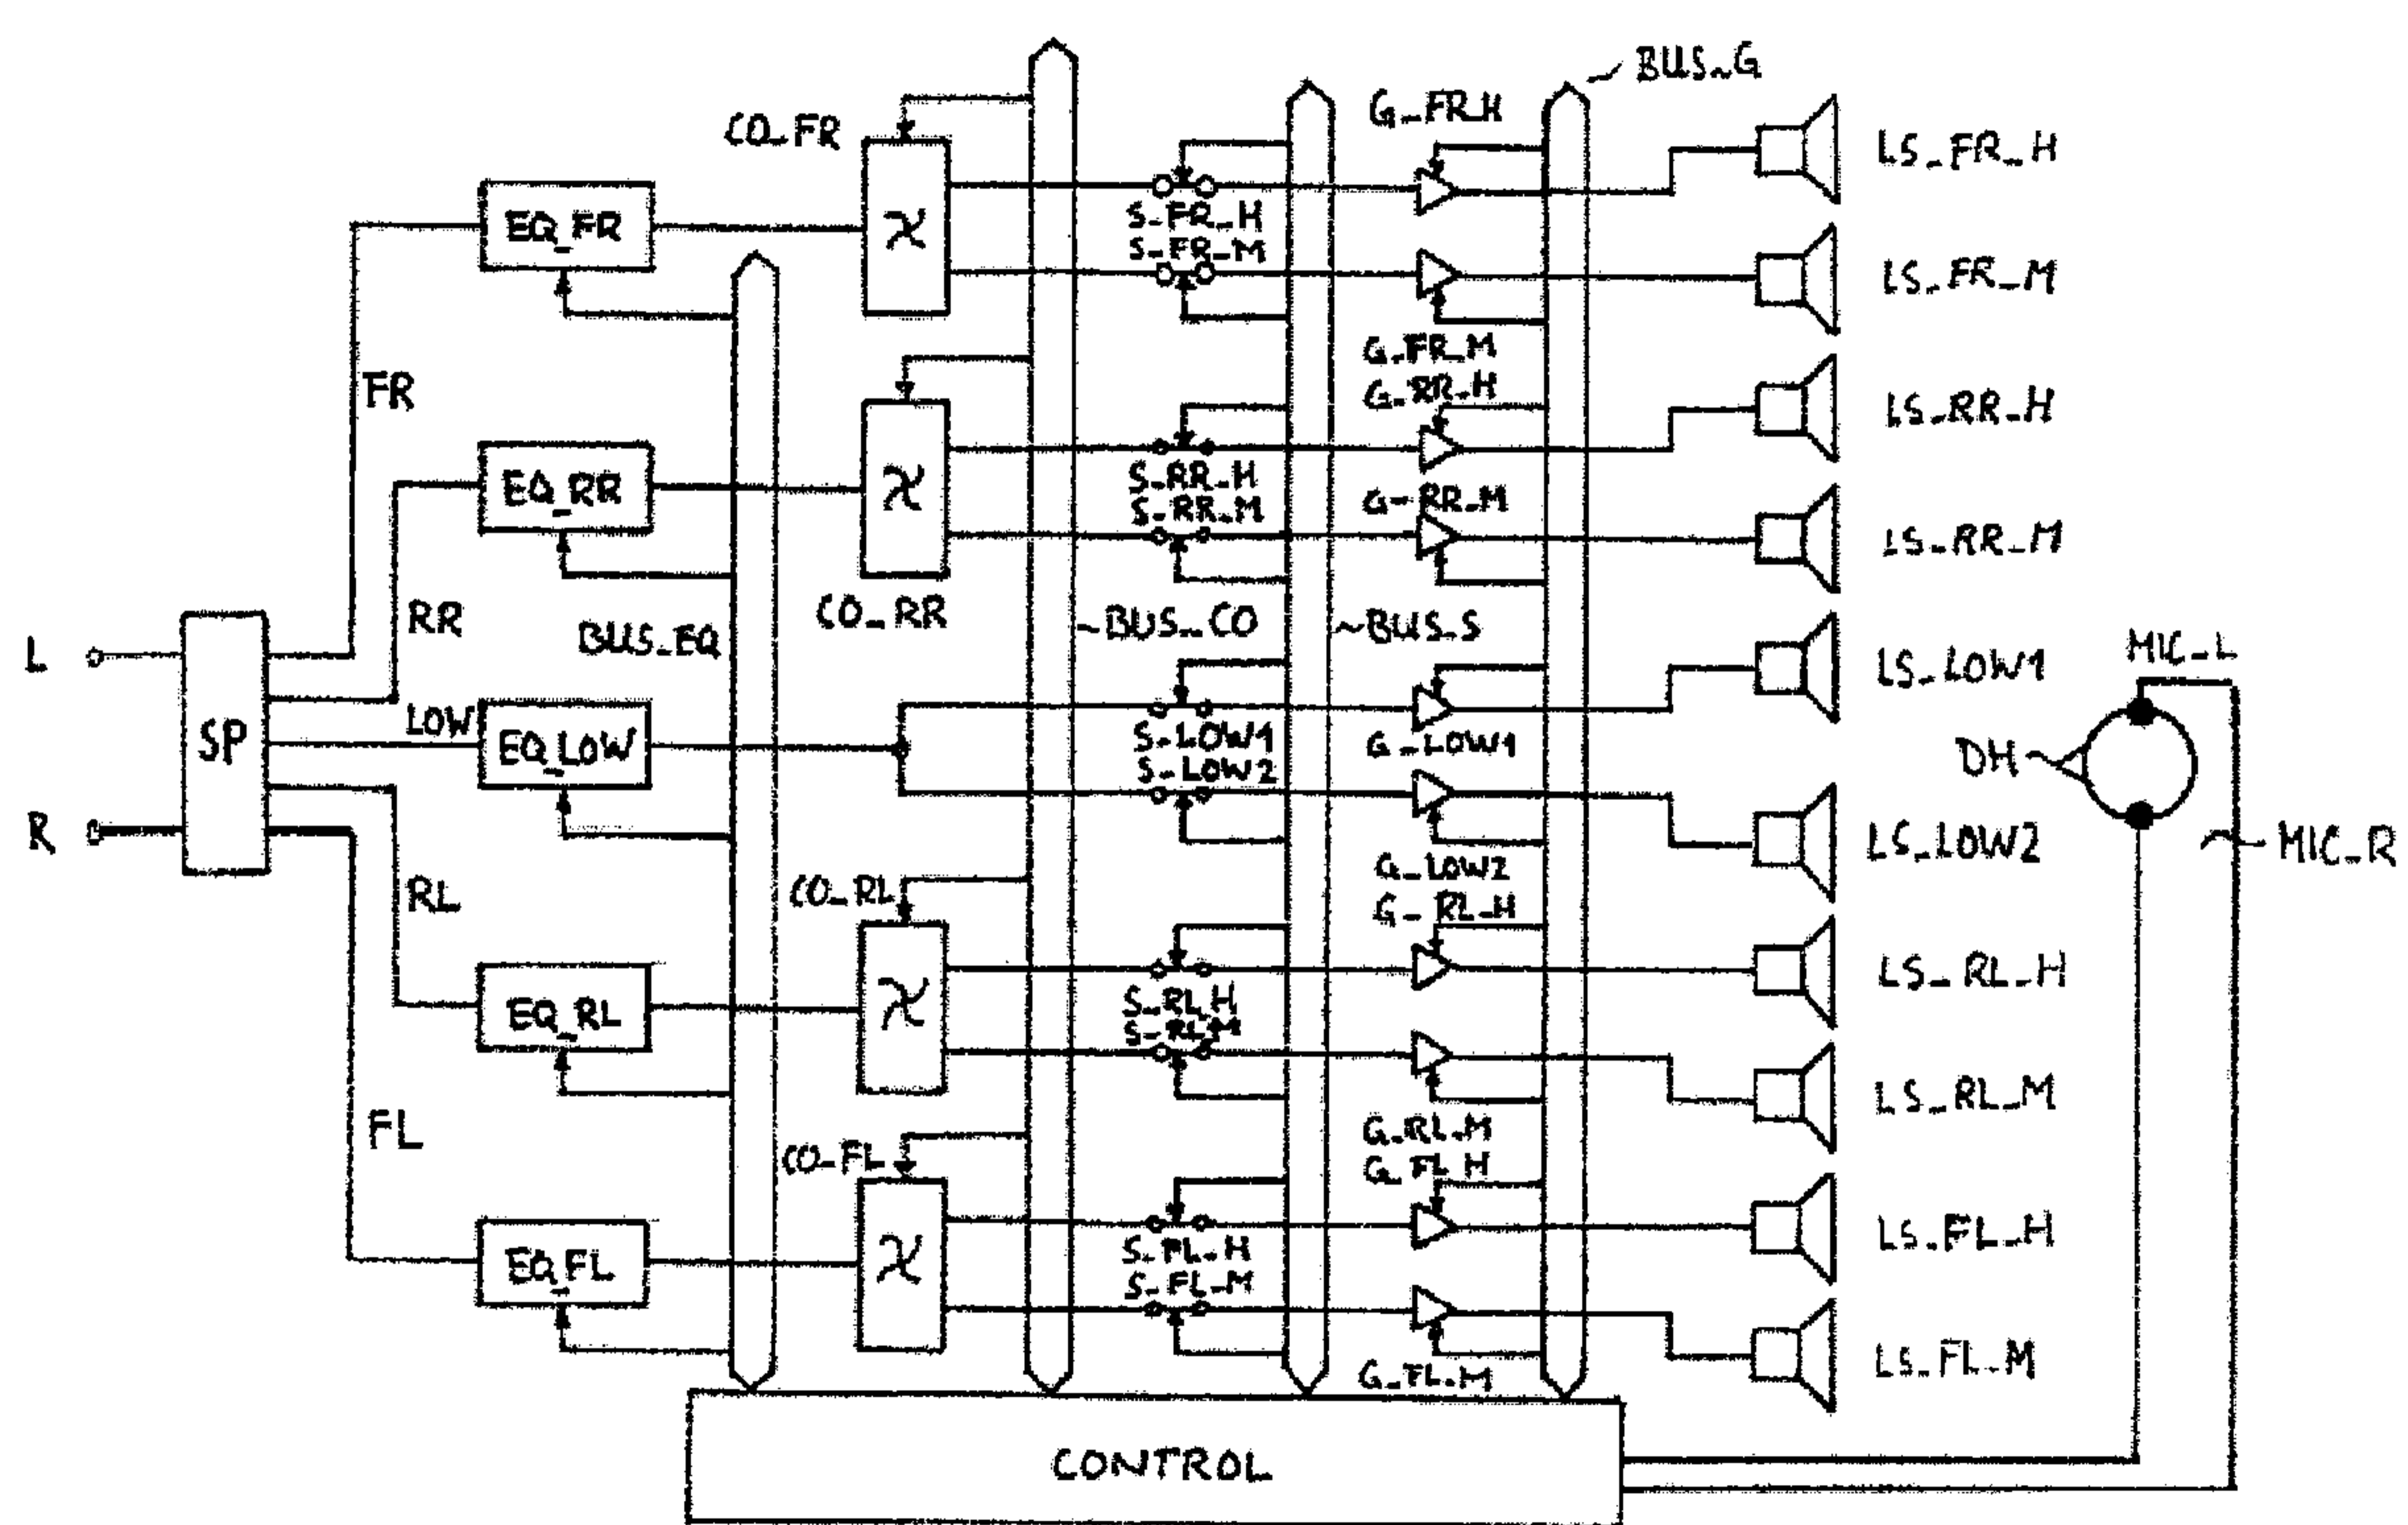 BUS_G
G_FR_H
CO_FR
LS_FR_H
EQ_FR
S_FR_H
S_FR_M
LS_FR_M
G_FR_M
FR
G_RR_H
LS_RR_H
EQ_RR
S_RR_H
S_RR_M
G_RR_M
LS_RR_M
RR
CO_RR
BUS_CO
BUS_S
BUS_EQ
L
MIC_L
LS_LOW1
LOW
SP
EQ_LOW
S_LOW1
S_LOW2
G_LOW1
DH
R
LS_LOW2
MIC_R
G_LOW2
RL
CO_RL
G_RL_H
LS_RL_H
EQ_RL
S_RL_H
S_RL_M
LS_RL_M
FL
G_RL_M
CO_FL
G_FL_H
LS_FL_H
EQ_FL
S_FL_H
S_FL_M
LS_FL_M
G_FL_M
CONTROL